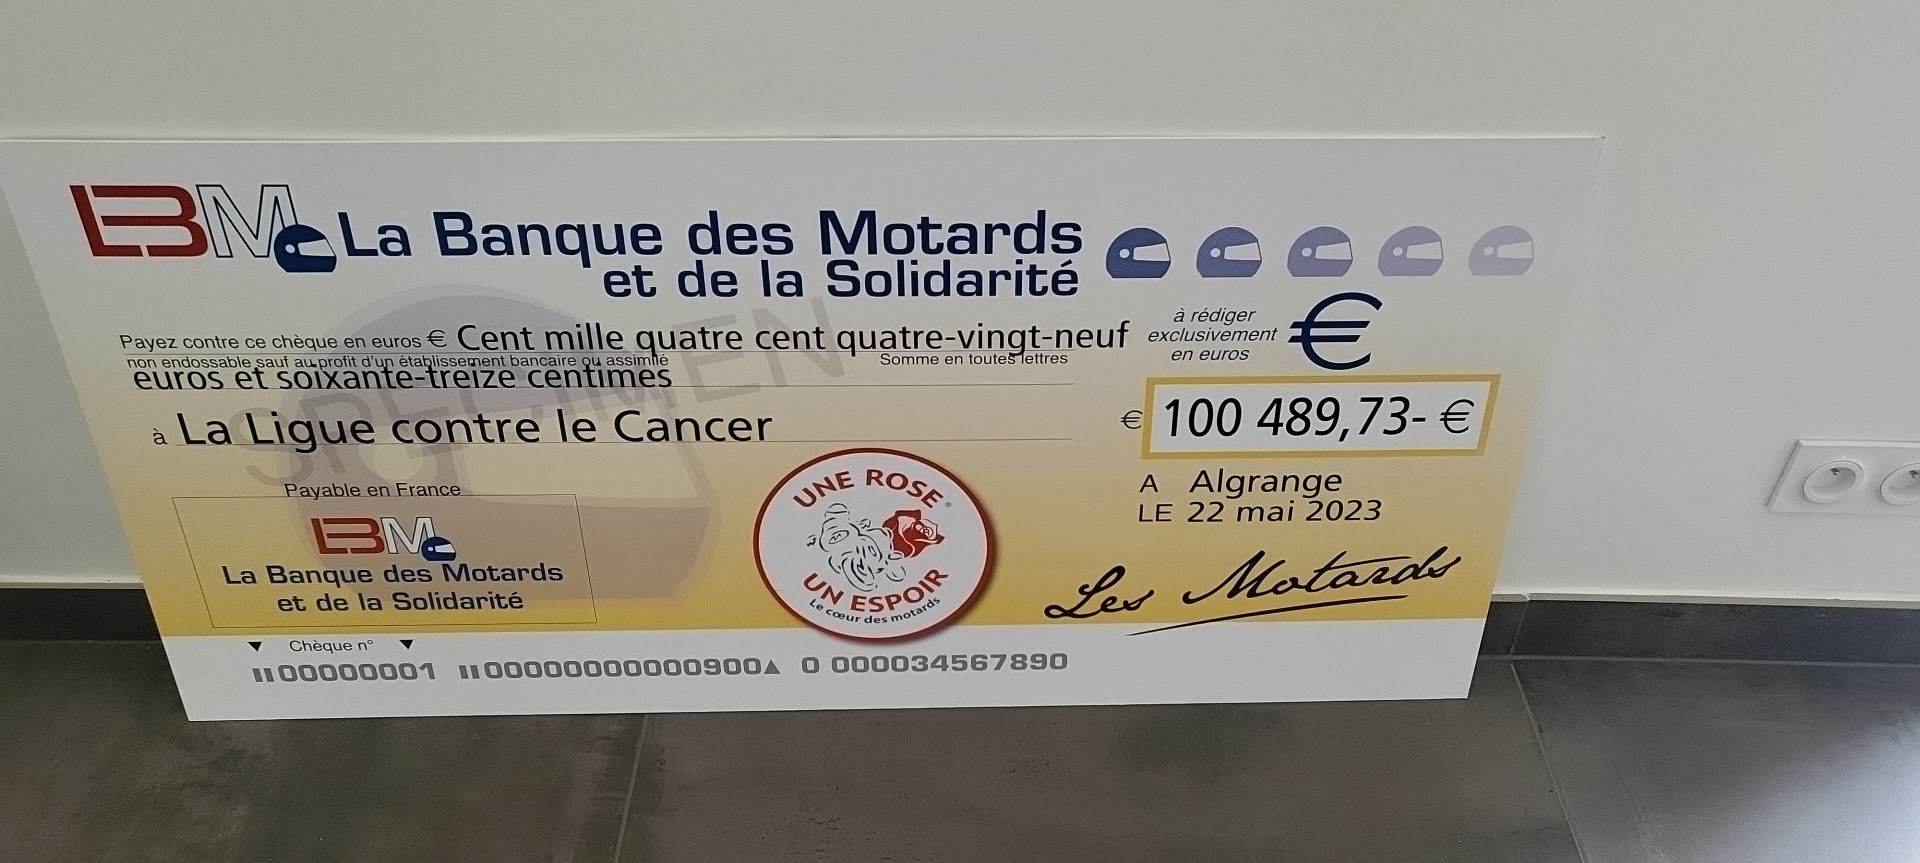 LBM La Banque des Motards
et de la Solidarité
Payez contre ce chèque en euros € Cent mille quatre cent quatre-vingt-neuf
non endossable sauf au profit d'un établissement bancaire ou assimilé Somme en toutes lettres
euros et soixante-treize centimes
à rédiger
exclusivement
en euros
€
SPECIMEN
à La Ligue contre le Cancer
€ 100 489,73- €
A Algrange
LE 22 mai 2023
Payable en France
LBM
La Banque des Motards
et de la Solidarité
UNE ROSE®
UN ESPOIR
Le cœur des motards
Les Motards
▼ Chèque n° ▼
⑈00000001 ⑈00000000000900▲ 0 000034567890